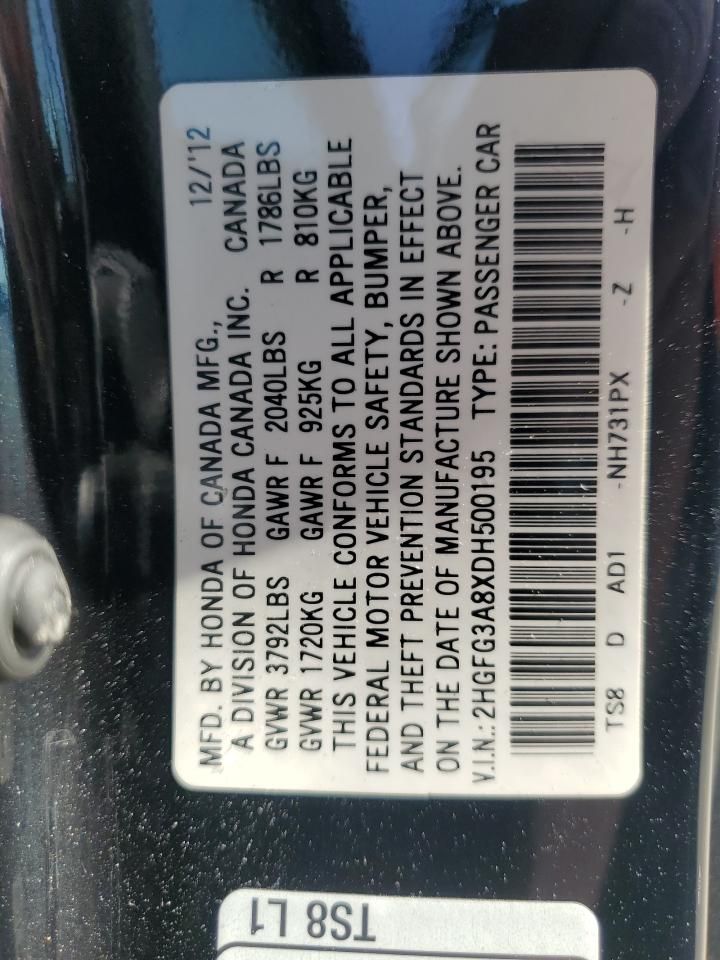 MFD. BY HONDA OF CANADA MFG., 12/'12
A DIVISION OF HONDA CANADA INC. CANADA
GVWR 3792LBS GAWR F 2040LBS R 1786LBS
GVWR 1720KG GAWR F 925KG R 810KG
THIS VEHICLE CONFORMS TO ALL APPLICABLE
FEDERAL MOTOR VEHICLE SAFETY, BUMPER,
AND THEFT PREVENTION STANDARDS IN EFFECT
ON THE DATE OF MANUFACTURE SHOWN ABOVE.
V.I.N.: 2HGFG3A8XDH500195 TYPE: PASSENGER CAR
TS8 D AD1 -NH731PX -Z -H
TS8 L1